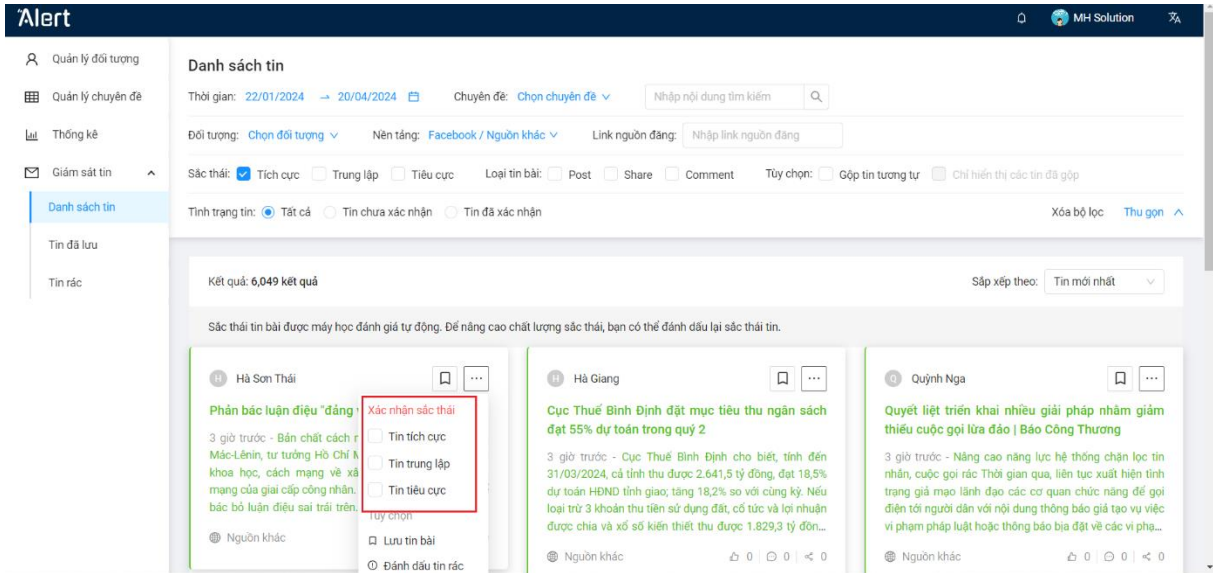 Alert
MH Solution
Quản lý đối tượng
Quản lý chuyên đề
Thống kê
Giám sát tin
Danh sách tin
Tin đã lưu
Tin rác
Danh sách tin
Thời gian: 22/01/2024 → 20/04/2024 Chuyên đề: Chọn chuyên đề Nhập nội dung tìm kiếm
Đối tượng: Chọn đối tượng Nền tảng: Facebook / Nguồn khác Link nguồn đăng: Nhập link nguồn đăng
Sắc thái: Tích cực Trung lập Tiêu cực Loại tin bài: Post Share Comment Tùy chọn: Gộp tin tương tự Chỉ hiển thị các tin đã gộp
Tình trạng tin: Tất cả Tin chưa xác nhận Tin đã xác nhận Xóa bộ lọc Thu gọn
Kết quả: 6,049 kết quả Sắp xếp theo: Tin mới nhất
Sắc thái tin bài được máy học đánh giá tự động. Để nâng cao chất lượng sắc thái, bạn có thể đánh dấu lại sắc thái tin.
H Hà Sơn Thái
Phản bác luận điệu "đảng
3 giờ trước - Bản chất cách
Mác-Lênin, tư tưởng Hồ Chí
khoa học, cách mạng về xã
mạng của giai cấp công nhân.
bác bỏ luận điệu sai trái trên.
Nguồn khác
Xác nhận sắc thái
Tin tích cực
Tin trung lập
Tin tiêu cực
Tùy chọn
Lưu tin bài
Đánh dấu tin rác
H Hà Giang
Cục Thuế Bình Định đặt mục tiêu thu ngân sách
đạt 55% dự toán trong quý 2
3 giờ trước - Cục Thuế Bình Định cho biết, tính đến
31/03/2024, cả tỉnh thu được 2.641,5 tỷ đồng, đạt 18,5%
dự toán HĐND tỉnh giao; tăng 18,2% so với cùng kỳ. Nếu
loại trừ 3 khoản thu tiền sử dụng đất, cổ tức và lợi nhuận
được chia và xổ số kiến thiết thu được 1.829,3 tỷ đồn...
Nguồn khác 0 0 0
Q Quỳnh Nga
Quyết liệt triển khai nhiều giải pháp nhằm giảm
thiểu cuộc gọi lừa đảo | Báo Công Thương
3 giờ trước - Nâng cao năng lực hệ thống chặn lọc tin
nhắn, cuộc gọi rác Thời gian qua, liên tục xuất hiện tình
trạng giả mạo lãnh đạo các cơ quan chức năng để gọi
điện tới người dân với nội dung thông báo giả tạo vụ việc
vi phạm pháp luật hoặc thông báo bịa đặt về các vi phạ...
Nguồn khác 0 0 0